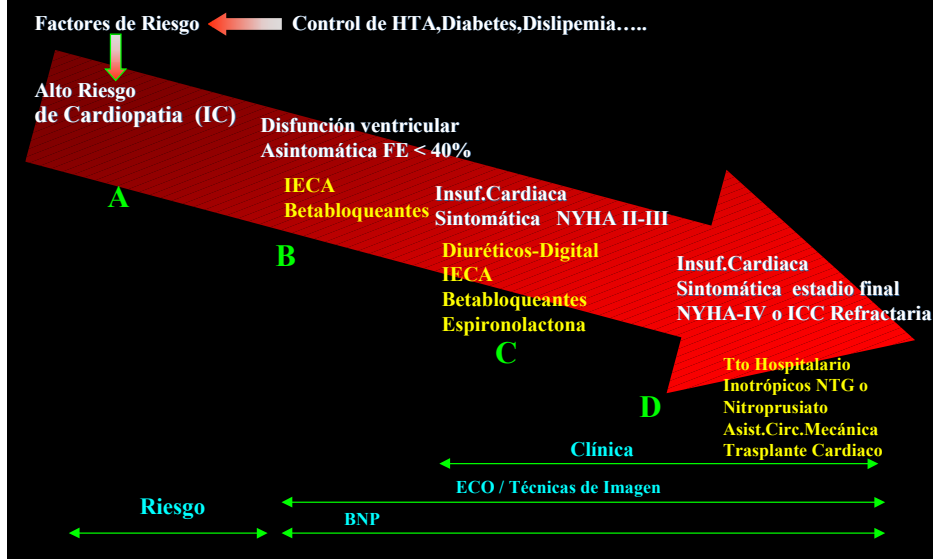 Factores de Riesgo
Control de HTA,Diabetes,Dislipemia…..
Alto Riesgo
de Cardiopatia (IC)
Disfunción ventricular
Asintomática FE < 40%
IECA
Betabloqueantes
A
B
Insuf.Cardiaca
Sintomática NYHA II-III
Diuréticos-Digital
IECA
Betabloqueantes
Espironolactona
C
Insuf.Cardiaca
Sintomática estadio final
NYHA-IV o ICC Refractaria
D
Tto Hospitalario
Inotrópicos NTG o
Nitroprusiato
Asist.Circ.Mecánica
Trasplante Cardiaco
Clínica
ECO / Técnicas de Imagen
Riesgo
BNP